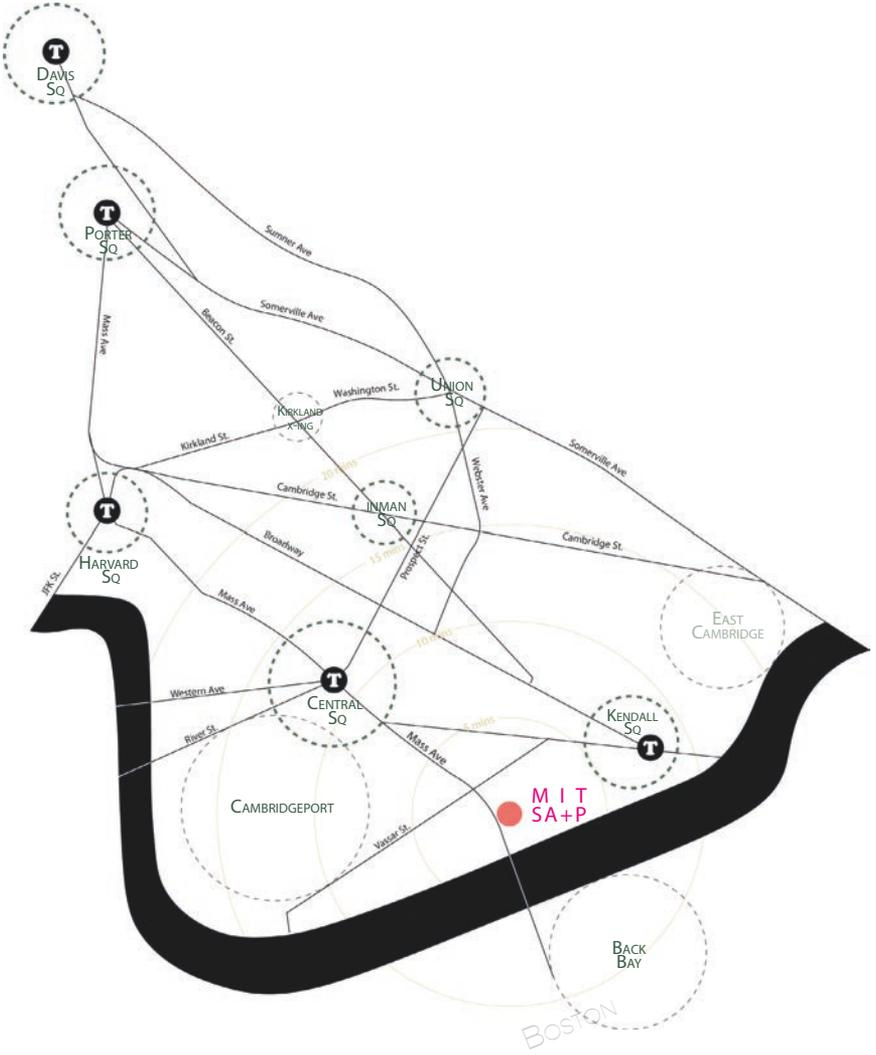 T
DAVIS
SQ
T
PORTER
SQ
Sumner Ave
Somerville Ave
Beacon St.
Mass Ave
Washington St.
UNION
SQ
KIRKLAND
X-ING
Kirkland St.
Somerville Ave
20 mins
Webster Ave
Cambridge St.
INMAN
SQ
T
Cambridge St.
Broadway
Prospect St.
15 mins
HARVARD
SQ
JFK St.
Mass Ave
EAST
CAMBRIDGE
10 mins
T
Western Ave
CENTRAL
SQ
KENDALL
SQ
5 mins
River St.
Mass Ave
T
MIT
SA+P
CAMBRIDGEPORT
Vassar St.
BACK
BAY
BOSTON